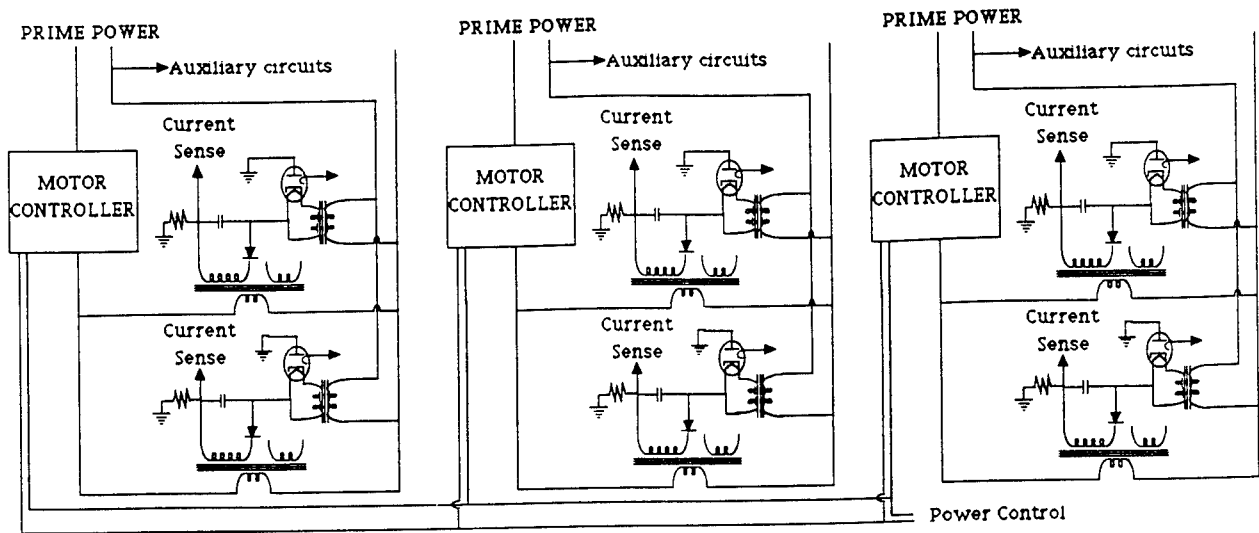 PRIME POWER
Auxiliary circuits
Current
Sense
MOTOR
CONTROLLER
Current
Sense
PRIME POWER
Auxiliary circuits
Current
Sense
MOTOR
CONTROLLER
Current
Sense
PRIME POWER
Auxiliary circuits
Current
Sense
MOTOR
CONTROLLER
Current
Sense
Power Control